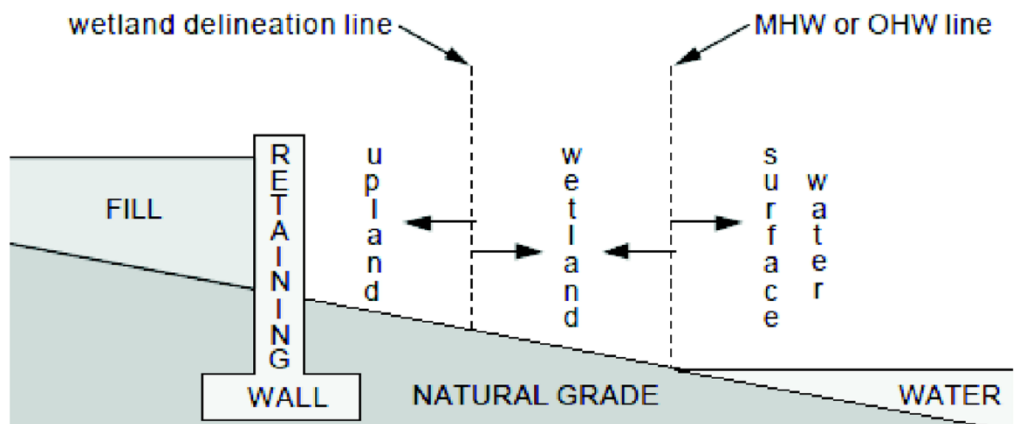 wetland delineation line
MHW or OHW line
FILL
RETAINING
WALL
upland
wetland
surface
water
NATURAL GRADE
WATER